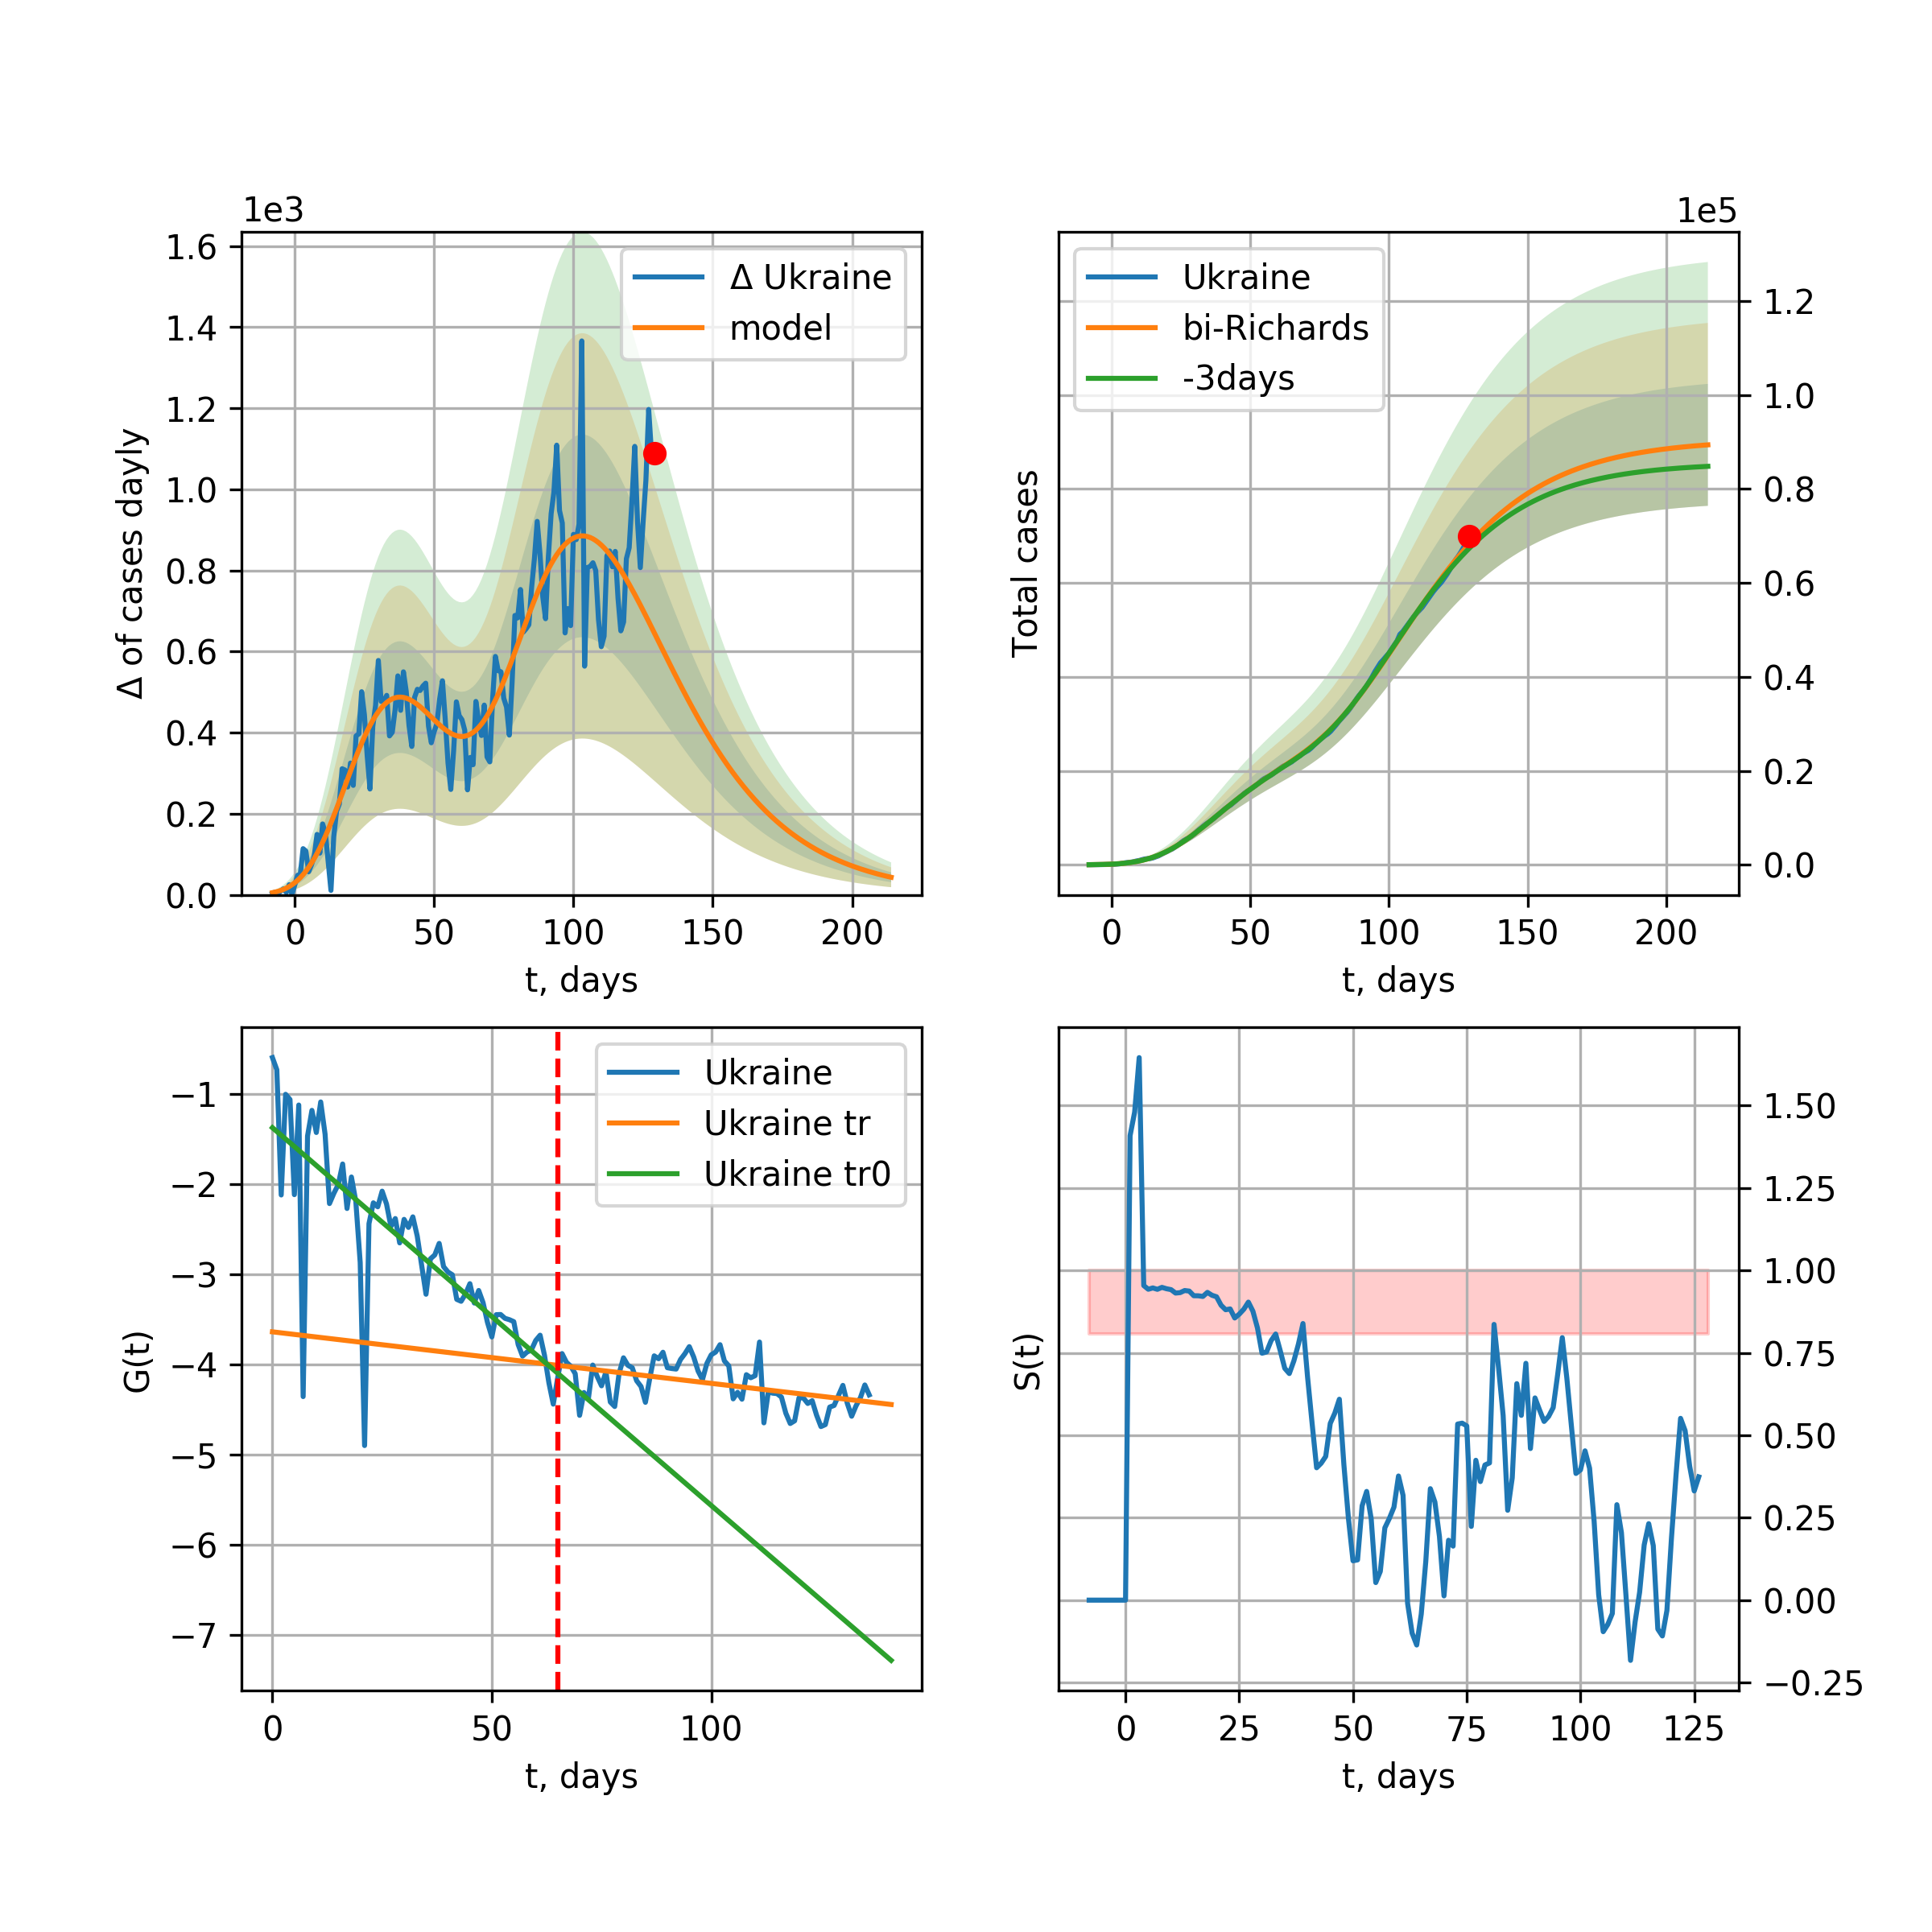 1e3
1.6
1.4
1.2
1.0
0.8
0.6
0.4
0.2
0.0
Δ of cases dayly
Δ Ukraine
model
0 50 100 150 200
t, days
1e5
Ukraine
bi-Richards
-3days
Total cases
1.2
1.0
0.8
0.6
0.4
0.2
0.0
0 50 100 150 200
t, days
−1
−2
−3
−4
−5
−6
−7
G(t)
Ukraine
Ukraine tr
Ukraine tr0
0 50 100
t, days
S(t)
1.50
1.25
1.00
0.75
0.50
0.25
0.00
−0.25
0 25 50 75 100 125
t, days